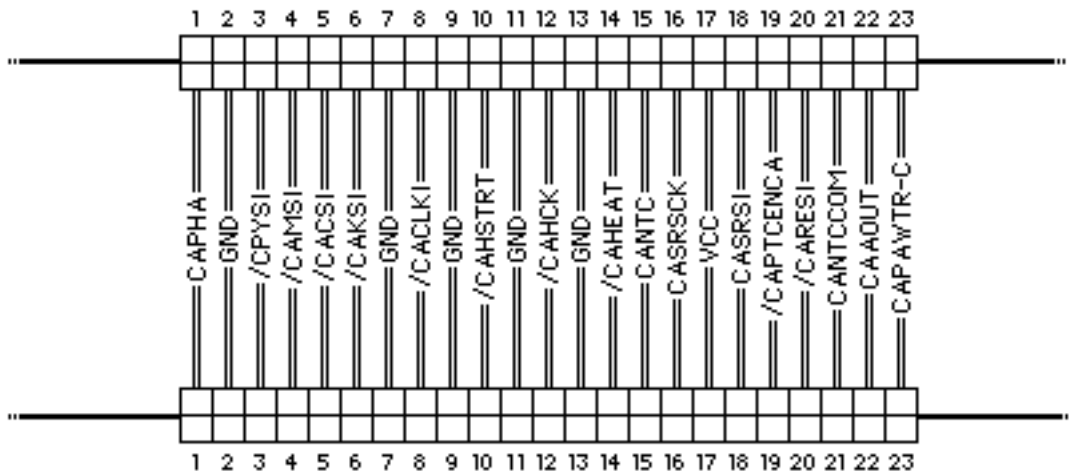 1 2 3 4 5 6 7 8 9 10 11 12 13 14 15 16 17 18 19 20 21 22 23
CAPHA
GND
/CPYSI
/CAMSI
/CACSI
/CAKSI
GND
/CACLKI
GND
/CAHSTRT
GND
/CAHCK
GND
/CAHEAT
CANTC
CASRSCK
VCC
CASRSI
/CAPTCENCA
/CARESI
CANTCCOM
CAAOUT
CAPAWTR-C
1 2 3 4 5 6 7 8 9 10 11 12 13 14 15 16 17 18 19 20 21 22 23